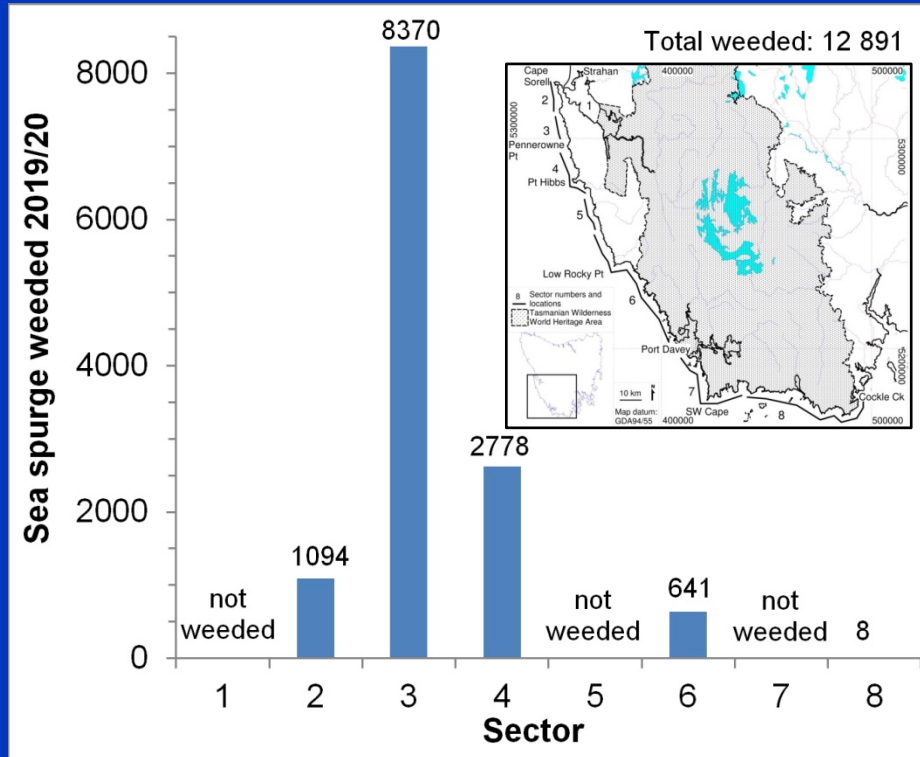 Total weeded: 12 891
Sea spurge weeded 2019/20
8000
6000
4000
2000
0
not
weeded
1094
8370
2778
not
weeded
641
not
weeded
8
1 2 3 4 5 6 7 8
Sector
Cape
Sorell
Strahan
400000
500000
5300000
5300000
1
2
3
Pennerowne
Pt
4
Pt Hibbs
5
Low Rocky Pt
6
8 Sector numbers and
locations
Tasmanian Wilderness
World Heritage Area
Port Davey
5200000
7
SW Cape
8
Cockle Ck
10 km
N
Map datum:
GDA94/55
400000
500000